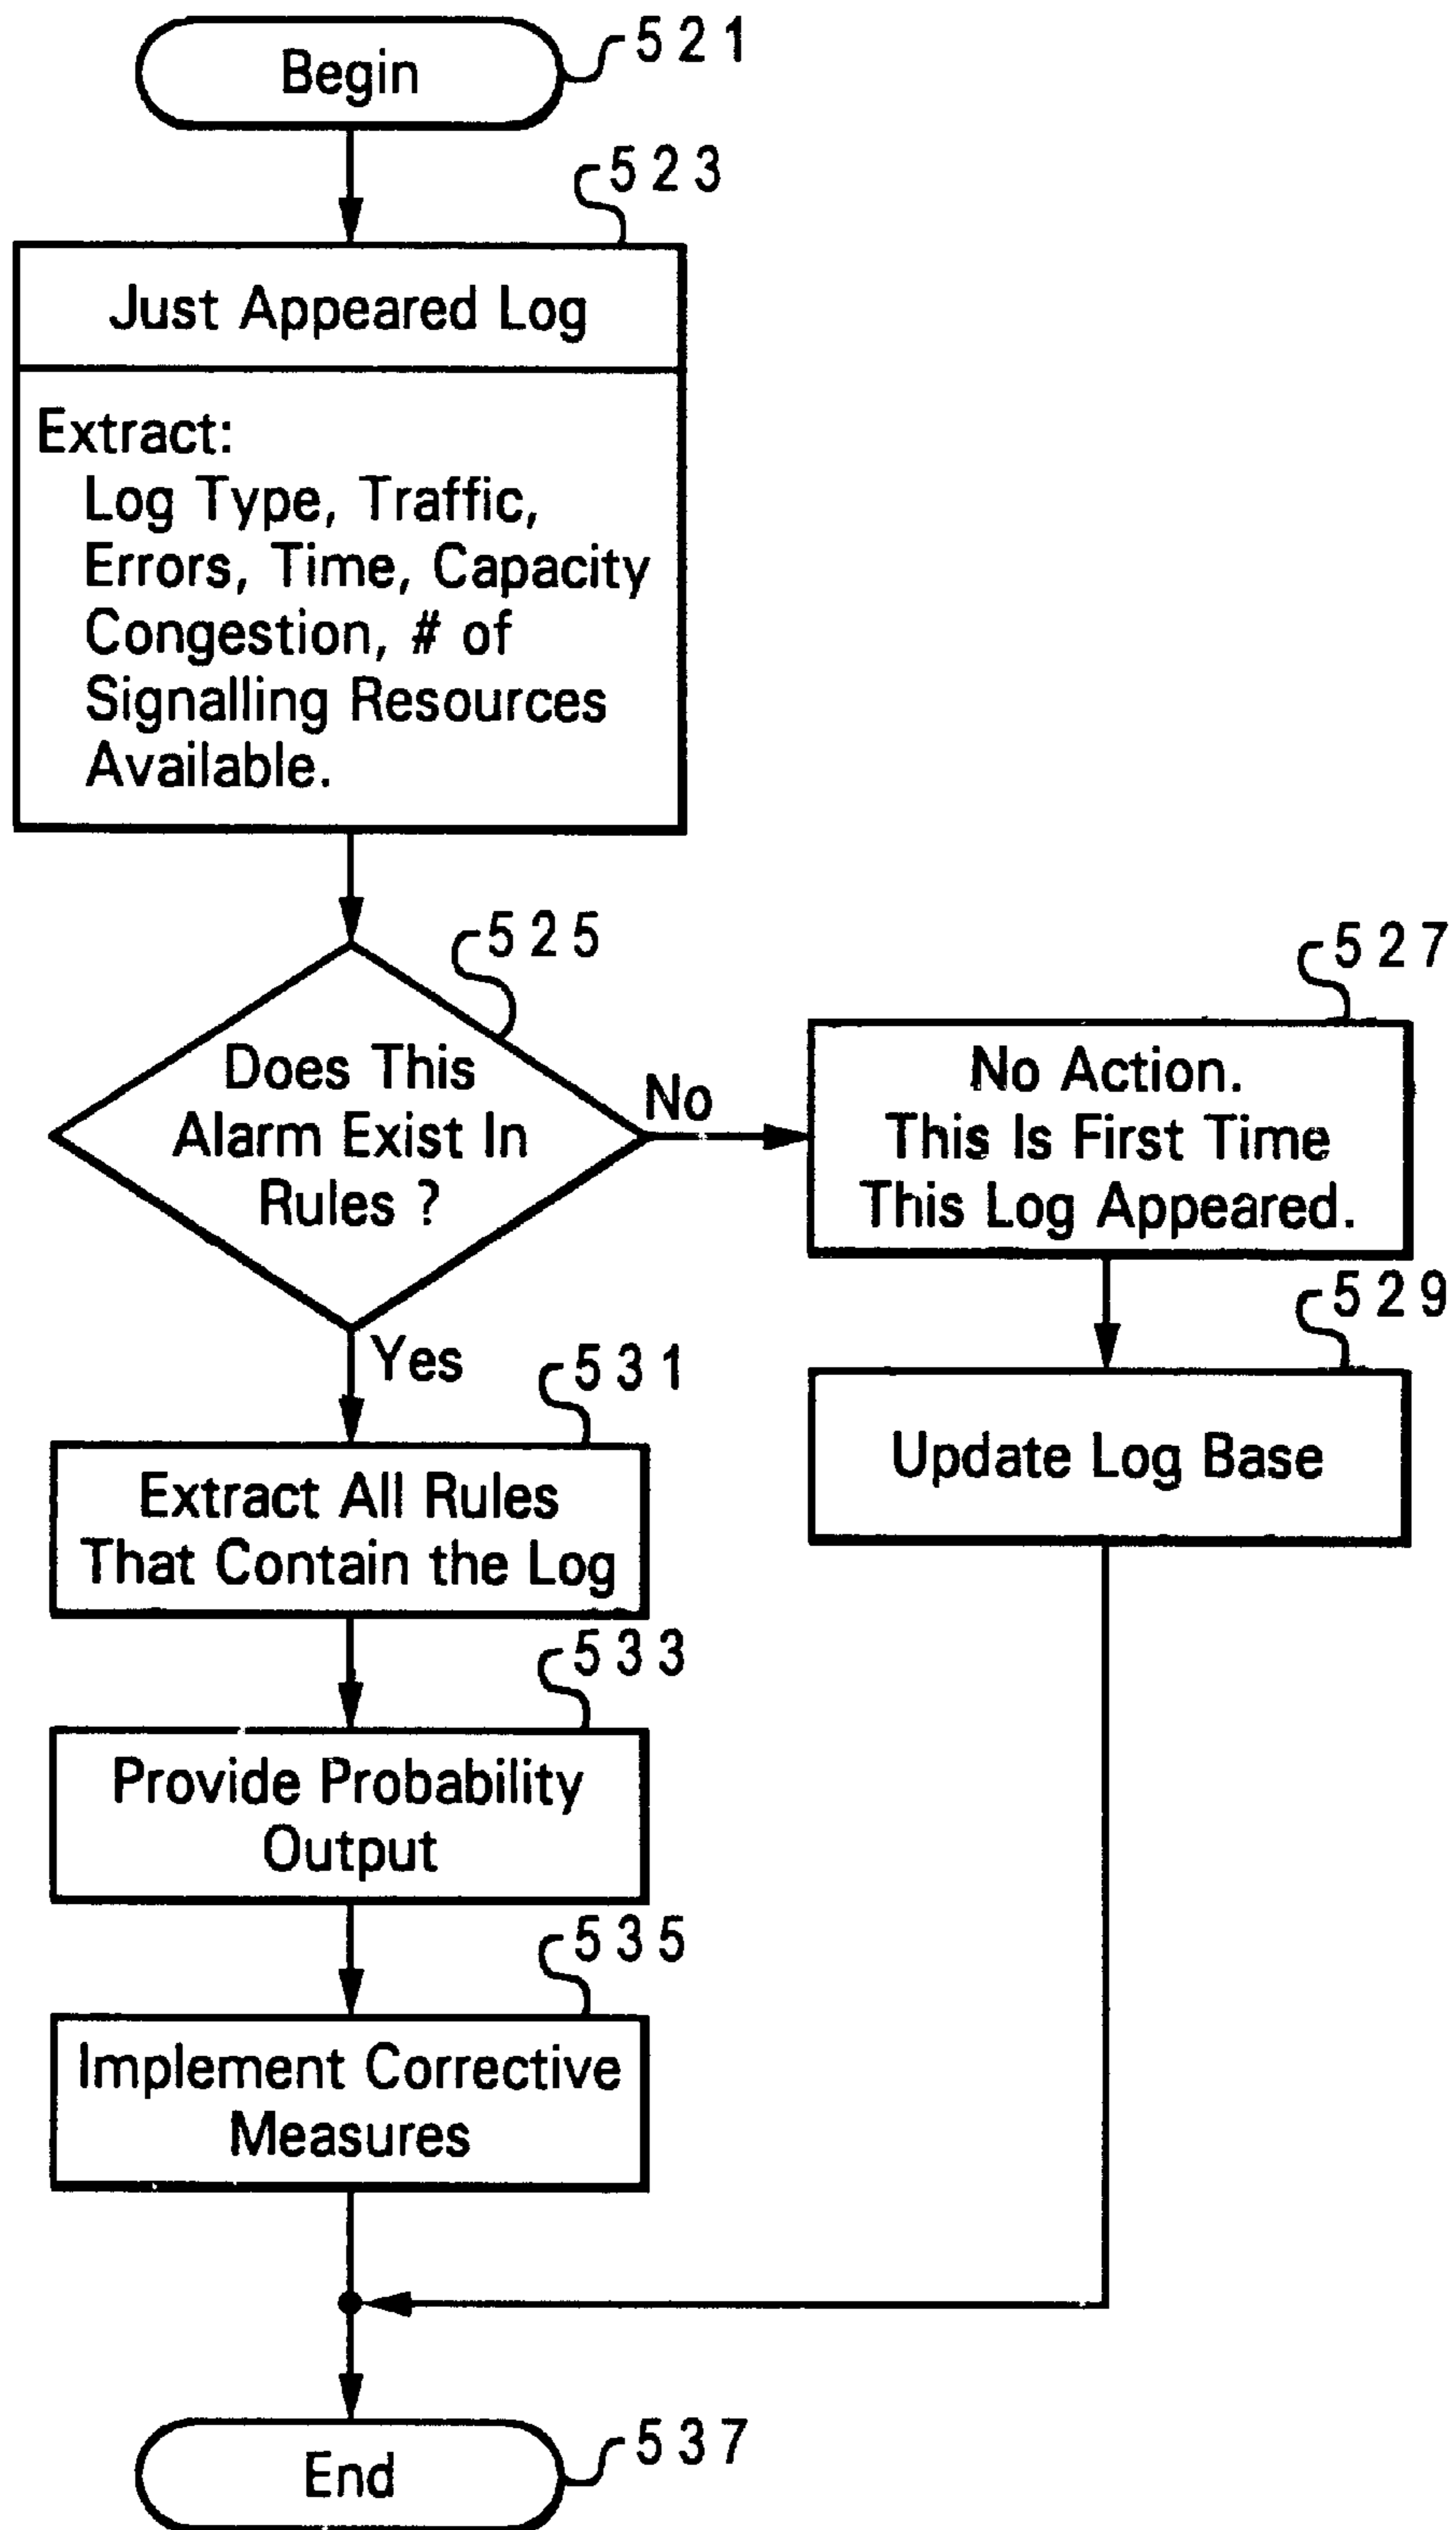 Begin
521
523
Just Appeared Log
Extract:
Log Type, Traffic,
Errors, Time, Capacity
Congestion, # of
Signalling Resources
Available.
525
Does This
Alarm Exist In
Rules ?
No
527
No Action.
This Is First Time
This Log Appeared.
529
Update Log Base
Yes
531
Extract All Rules
That Contain the Log
533
Provide Probability
Output
535
Implement Corrective
Measures
End
537